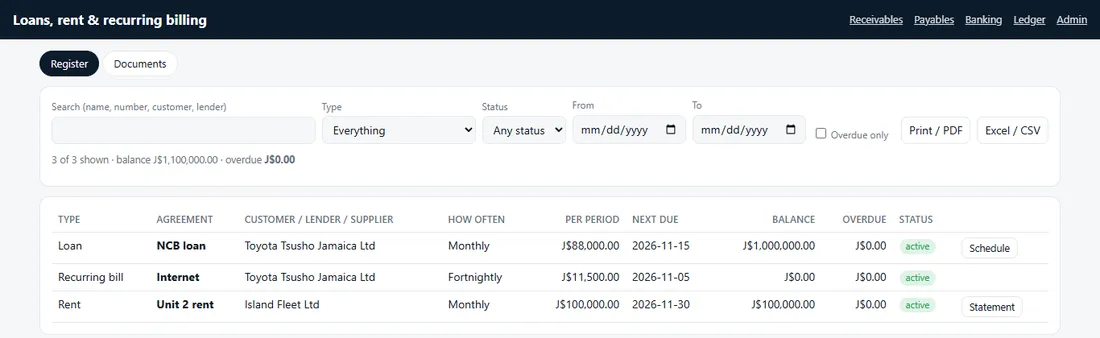 Loans, rent & recurring billing Receivables Payables Banking Ledger Admin
Register Documents
Search (name, number, customer, lender) Type Status From To
Everything Any status mm/dd/yyyy mm/dd/yyyy Overdue only Print / PDF Excel / CSV
3 of 3 shown · balance J$1,100,000.00 · overdue J$0.00
TYPE AGREEMENT CUSTOMER / LENDER / SUPPLIER HOW OFTEN PER PERIOD NEXT DUE BALANCE OVERDUE STATUS
Loan NCB loan Toyota Tsusho Jamaica Ltd Monthly J$88,000.00 2026-11-15 J$1,000,000.00 J$0.00 active Schedule
Recurring bill Internet Toyota Tsusho Jamaica Ltd Fortnightly J$11,500.00 2026-11-05 J$0.00 J$0.00 active
Rent Unit 2 rent Island Fleet Ltd Monthly J$100,000.00 2026-11-30 J$100,000.00 J$0.00 active Statement